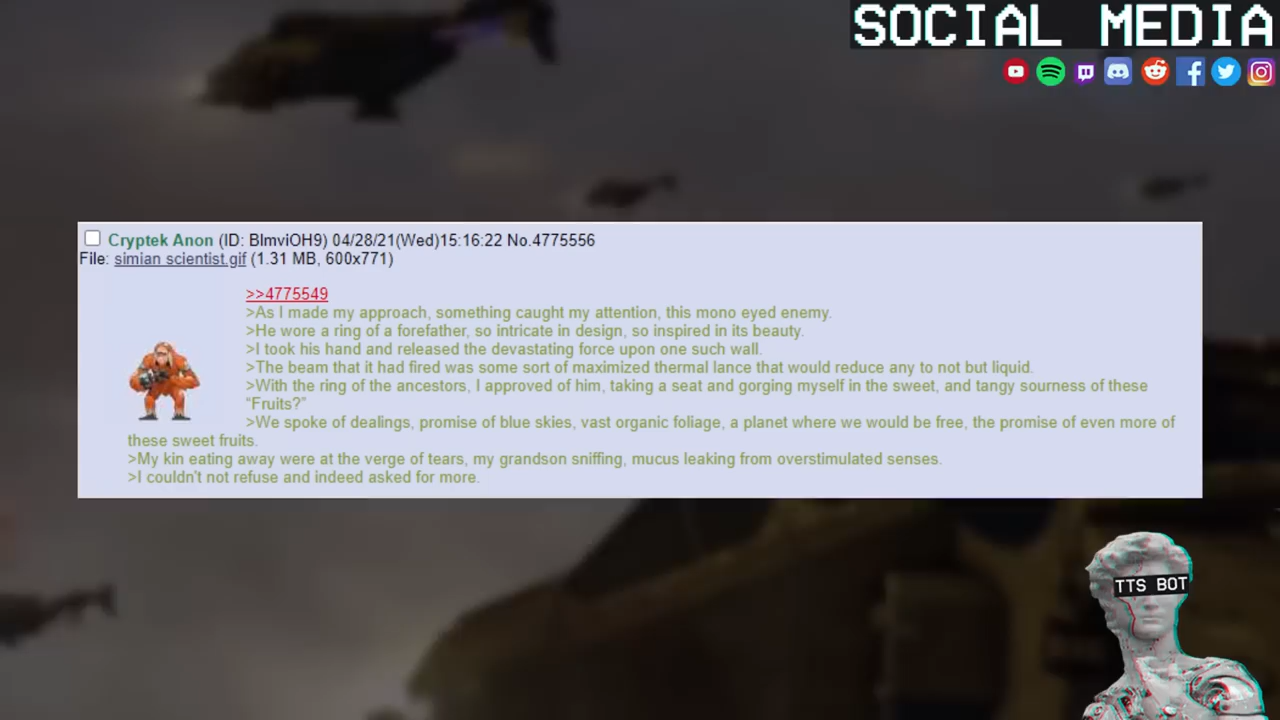 SOCIAL MEDIA
Cryptek Anon (ID: BlmviOH9) 04/28/21(Wed)15:16:22 No.4775556
File: simian scientist.gif (1.31 MB, 600x771)
>>4775549
>As I made my approach, something caught my attention, this mono eyed enemy.
>He wore a ring of a forefather, so intricate in design, so inspired in its beauty.
>I took his hand and released the devastating force upon one such wall.
>The beam that it had fired was some sort of maximized thermal lance that would reduce any to not but liquid.
>With the ring of the ancestors, I approved of him, taking a seat and gorging myself in the sweet, and tangy sourness of these
“Fruits?”
>We spoke of dealings, promise of blue skies, vast organic foliage, a planet where we would be free, the promise of even more of
these sweet fruits.
>My kin eating away were at the verge of tears, my grandson sniffing, mucus leaking from overstimulated senses.
>I couldn't not refuse and indeed asked for more.
TTS BOT